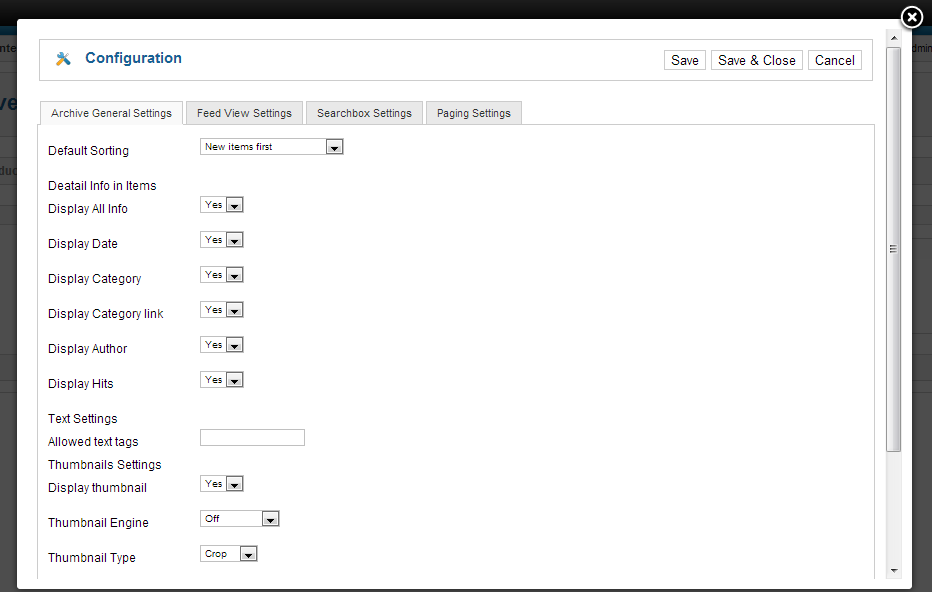 Configuration
Save
Save & Close
Cancel
Archive General Settings
Feed View Settings
Searchbox Settings
Paging Settings
Default Sorting
New items first
Deatail Info in Items
Display All Info
Yes
Display Date
Yes
Display Category
Yes
Display Category link
Yes
Display Author
Yes
Display Hits
Yes
Text Settings
Allowed text tags
Thumbnails Settings
Display thumbnail
Yes
Thumbnail Engine
Off
Thumbnail Type
Crop